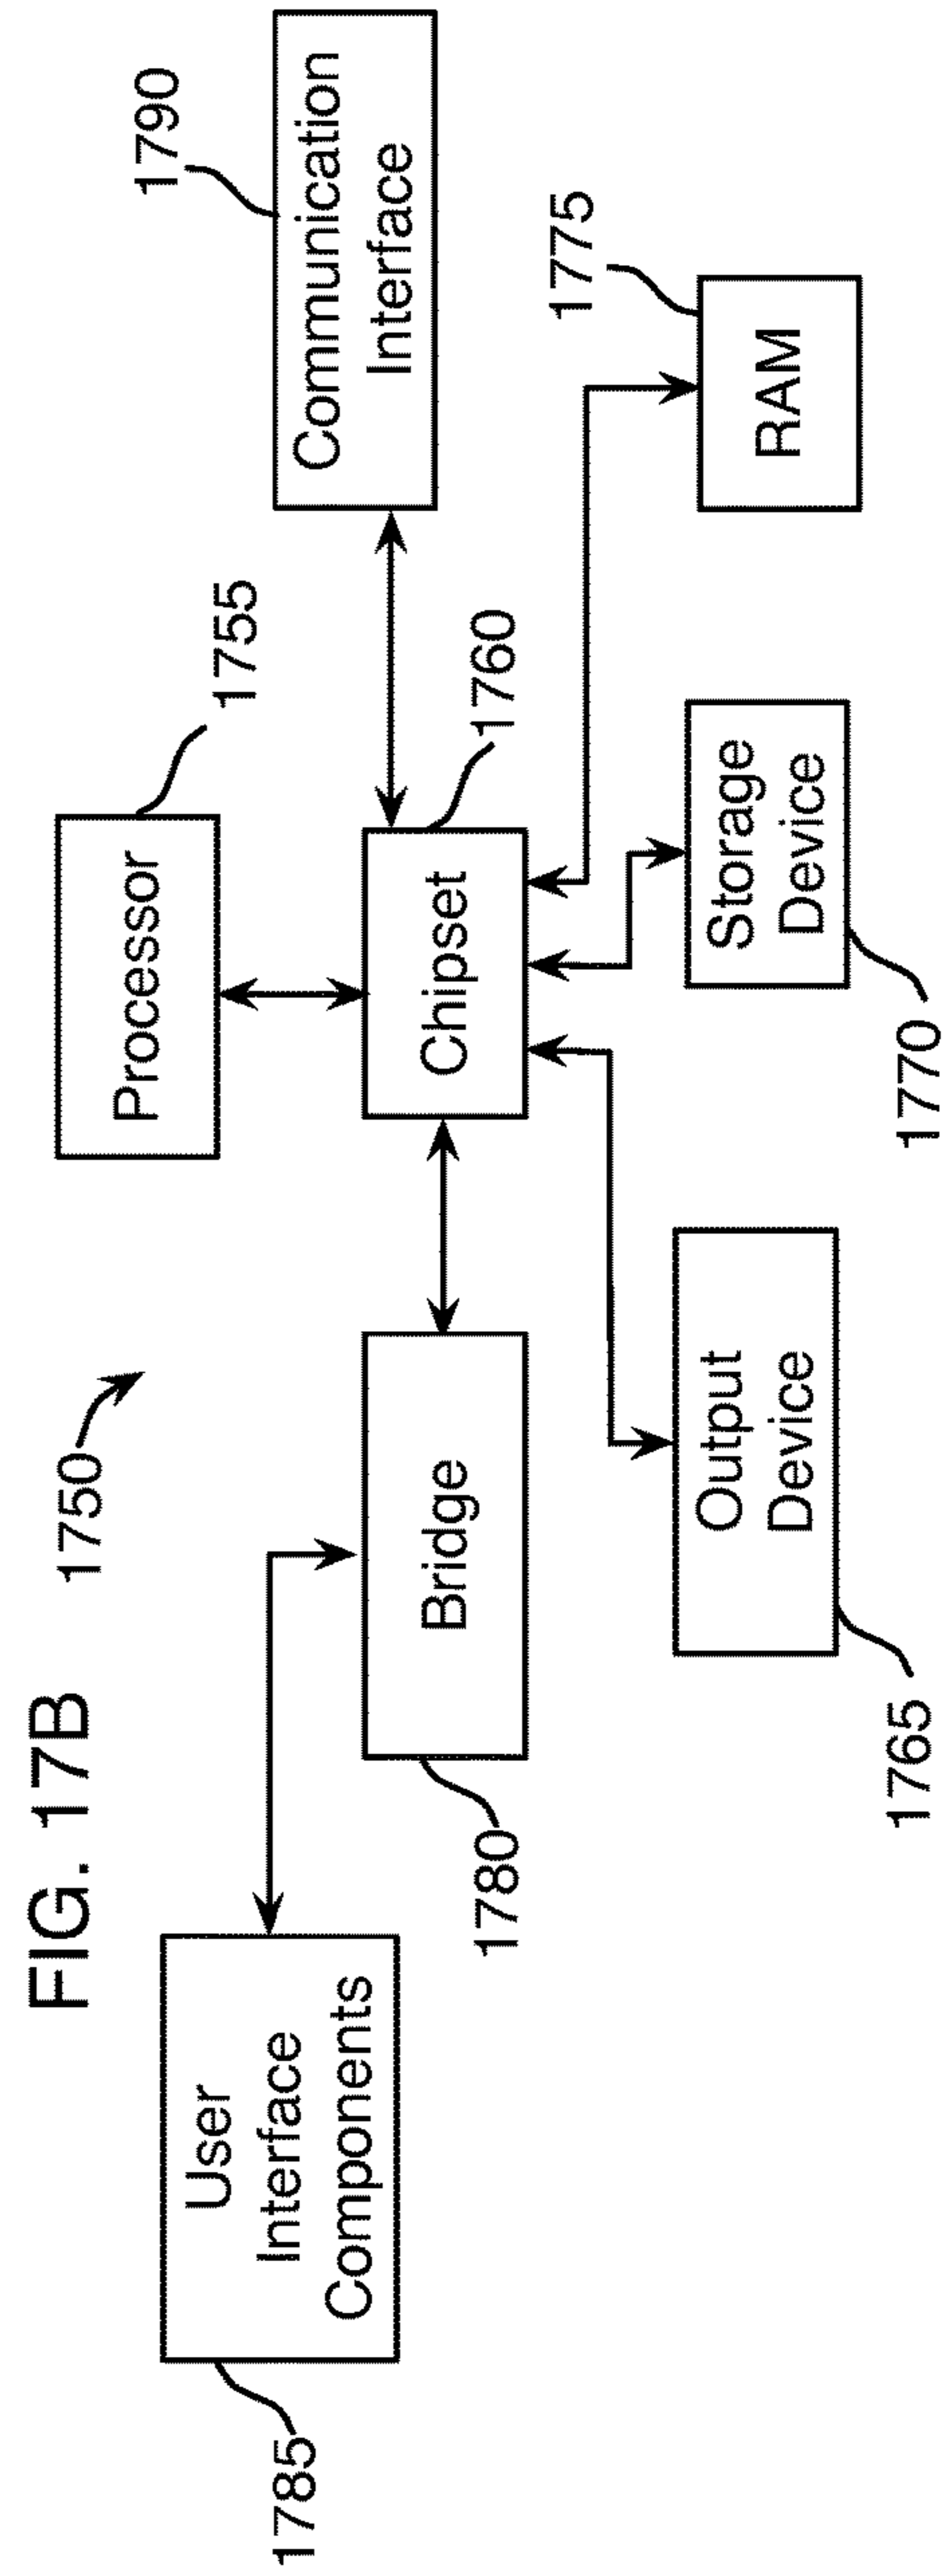 FIG. 17B
1750
Processor
1755
1790
Communication
Interface
User
Interface
Components
1785
Bridge
1780
Chipset
1760
1775
Output
Device
1765
Storage
Device
1770
RAM